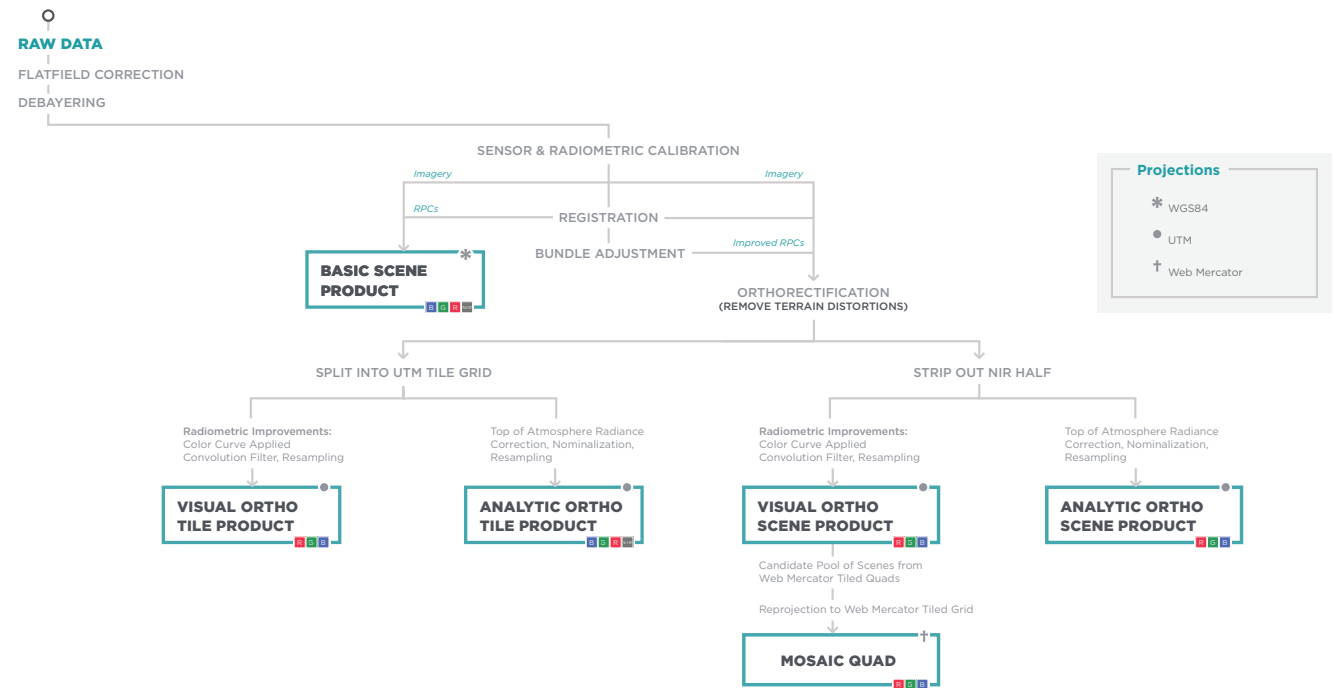 RAW DATA
FLATFIELD CORRECTION
DEBAYERING
SENSOR & RADIOMETRIC CALIBRATION
Imagery
Imagery
RPCs
REGISTRATION
BUNDLE ADJUSTMENT
Improved RPCs
Projections
* WGS84
● UTM
† Web Mercator
*
BASIC SCENE
PRODUCT
B G R
ORTHORECTIFICATION
(REMOVE TERRAIN DISTORTIONS)
SPLIT INTO UTM TILE GRID
STRIP OUT NIR HALF
Radiometric Improvements:
Color Curve Applied
Convolution Filter, Resampling
Top of Atmosphere Radiance
Correction, Nominalization,
Resampling
Radiometric Improvements:
Color Curve Applied
Convolution Filter, Resampling
Top of Atmosphere Radiance
Correction, Nominalization,
Resampling
VISUAL ORTHO
TILE PRODUCT
R G B
ANALYTIC ORTHO
TILE PRODUCT
B G R
VISUAL ORTHO
SCENE PRODUCT
R G B
ANALYTIC ORTHO
SCENE PRODUCT
R G B
Candidate Pool of Scenes from
Web Mercator Tiled Quads
Reprojection to Web Mercator Tiled Grid
†
MOSAIC QUAD
R G B